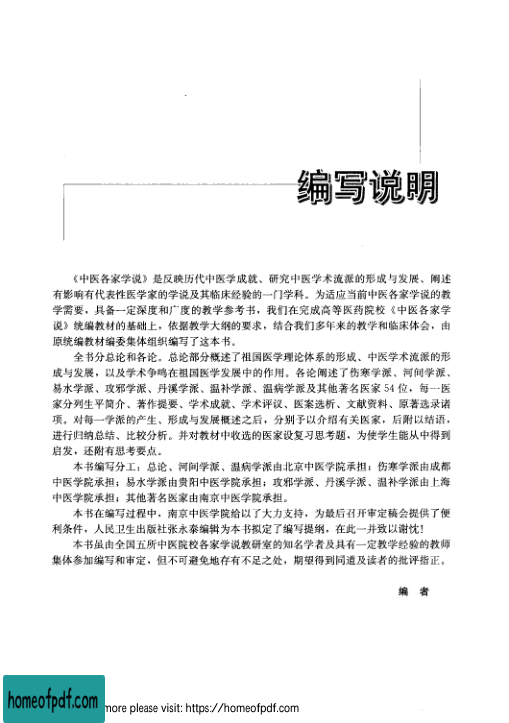 编写说明
《中医各家学说》是反映历代中医学成就、研究中医学术流派的形成与发展、阐述
有影响有代表性医学家的学说及其临床经验的一门学科。为适应当前中医各家学说的教
学需要，具备一定深度和广度的教学参考书，我们在完成高等医药院校《中医各家学
说》统编教材的基础上，依据教学大纲的要求，结合我们多年来的教学和临床体会，由
原统编教材编委集体组织编写了这本书。
全书分总论和各论。总论部分概述了祖国医学理论体系的形成、中医学术流派的形
成与发展，以及学术争鸣在祖国医学发展中的作用。各论阐述了伤寒学派、河间学派、
易水学派、攻邪学派、丹溪学派、温补学派、温病学派及其他著名医家 54 位，每一医
家分列生平简介、著作提要、学术成就、学术评议、医案选析、文献资料、原著选录诸
项。对每一学派的产生、形成与发展概述之后，分别予以介绍有关医家，后附以结语，
进行归纳总结、比较分析。并对教材中收选的医家设复习思考题，为使学生能从中得到
启发，还附有思考要点。
本书编写分工：总论、河间学派、温病学派由北京中医学院承担；伤寒学派由成都
中医学院承担；易水学派由贵阳中医学院承担；攻邪学派、丹溪学派、温补学派由上海
中医学院承担；其他著名医家由南京中医学院承担。
本书在编写过程中，南京中医学院给以了大力支持，为最后召开审定稿会提供了便
利条件，人民卫生出版社张永泰编辑为本书拟定了编写提纲，在此一并致以谢忱！
本书虽由全国五所中医院校各家学说教研室的知名学者及具有一定教学经验的教师
集体参加编写和审定，但不可避免地存有不足之处，期望得到同道及读者的批评指正。
编 者
homeofpdf.com
more please visit: https://homeofpdf.com